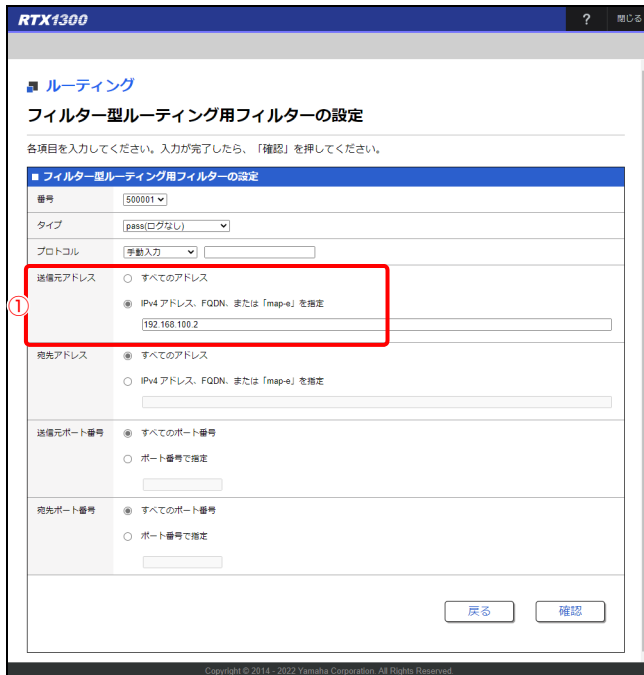 RTX1300
? 閉じる
ルーティング
フィルター型ルーティング用フィルターの設定
各項目を入力してください。入力が完了したら、「確認」を押してください。
■ フィルター型ルーティング用フィルターの設定
番号 500001
タイプ pass(ログなし)
プロトコル 手動入力
①
送信元アドレス すべてのアドレス
IPv4 アドレス、FQDN、または「map-e」を指定
192.168.100.2
宛先アドレス すべてのアドレス
IPv4 アドレス、FQDN、または「map-e」を指定
送信元ポート番号 すべてのポート番号
ポート番号で指定
宛先ポート番号 すべてのポート番号
ポート番号で指定
戻る 確認
Copyright © 2014 - 2022 Yamaha Corporation. All Rights Reserved.